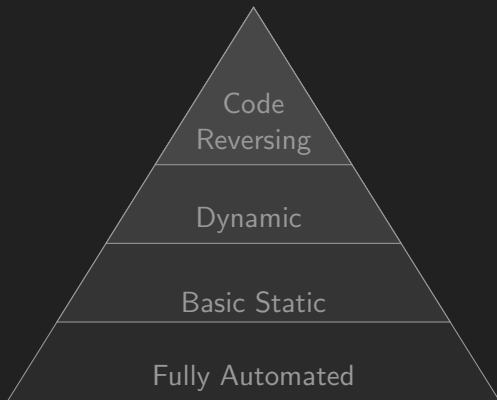 Code
Reversing
Dynamic
Basic Static
Fully Automated